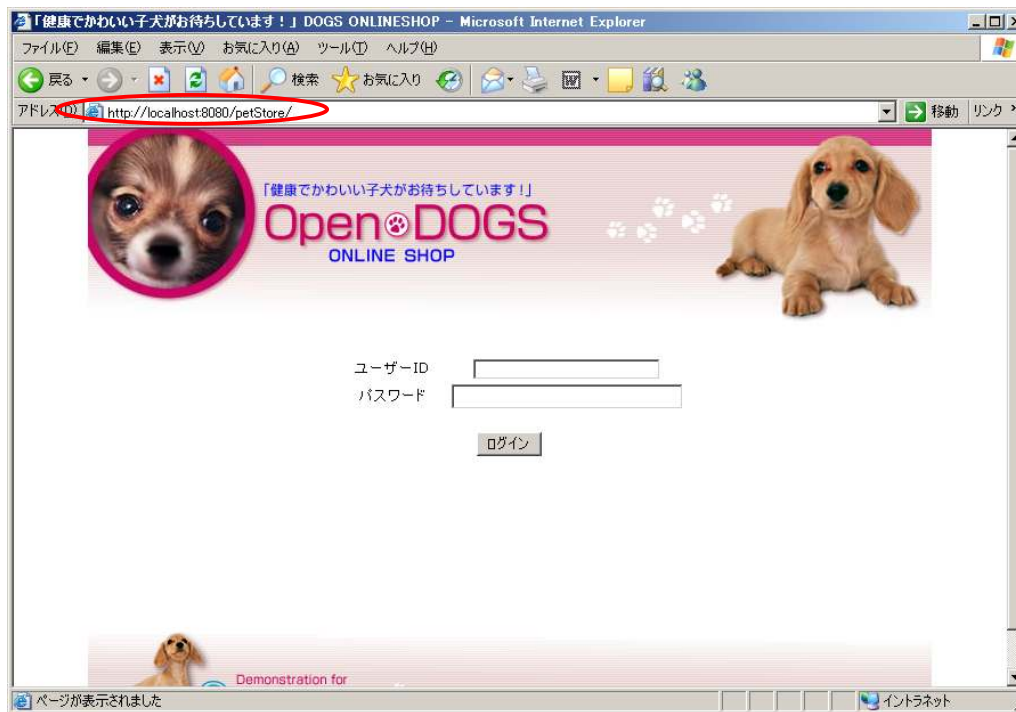 「健康でかわいい子犬がお待ちしています！」 DOGS ONLINESHOP - Microsoft Internet Explorer
ファイル(F) 編集(E) 表示(V) お気に入り(A) ツール(T) ヘルプ(H)
戻る 検索 お気に入り
アドレス(D) http://localhost:8080/petStore/ 移動 リンク
「健康でかわいい子犬がお待ちしています!」
Open DOGS
ONLINE SHOP
ユーザーID
パスワード
ログイン
Demonstration for
ページが表示されました イントラネット